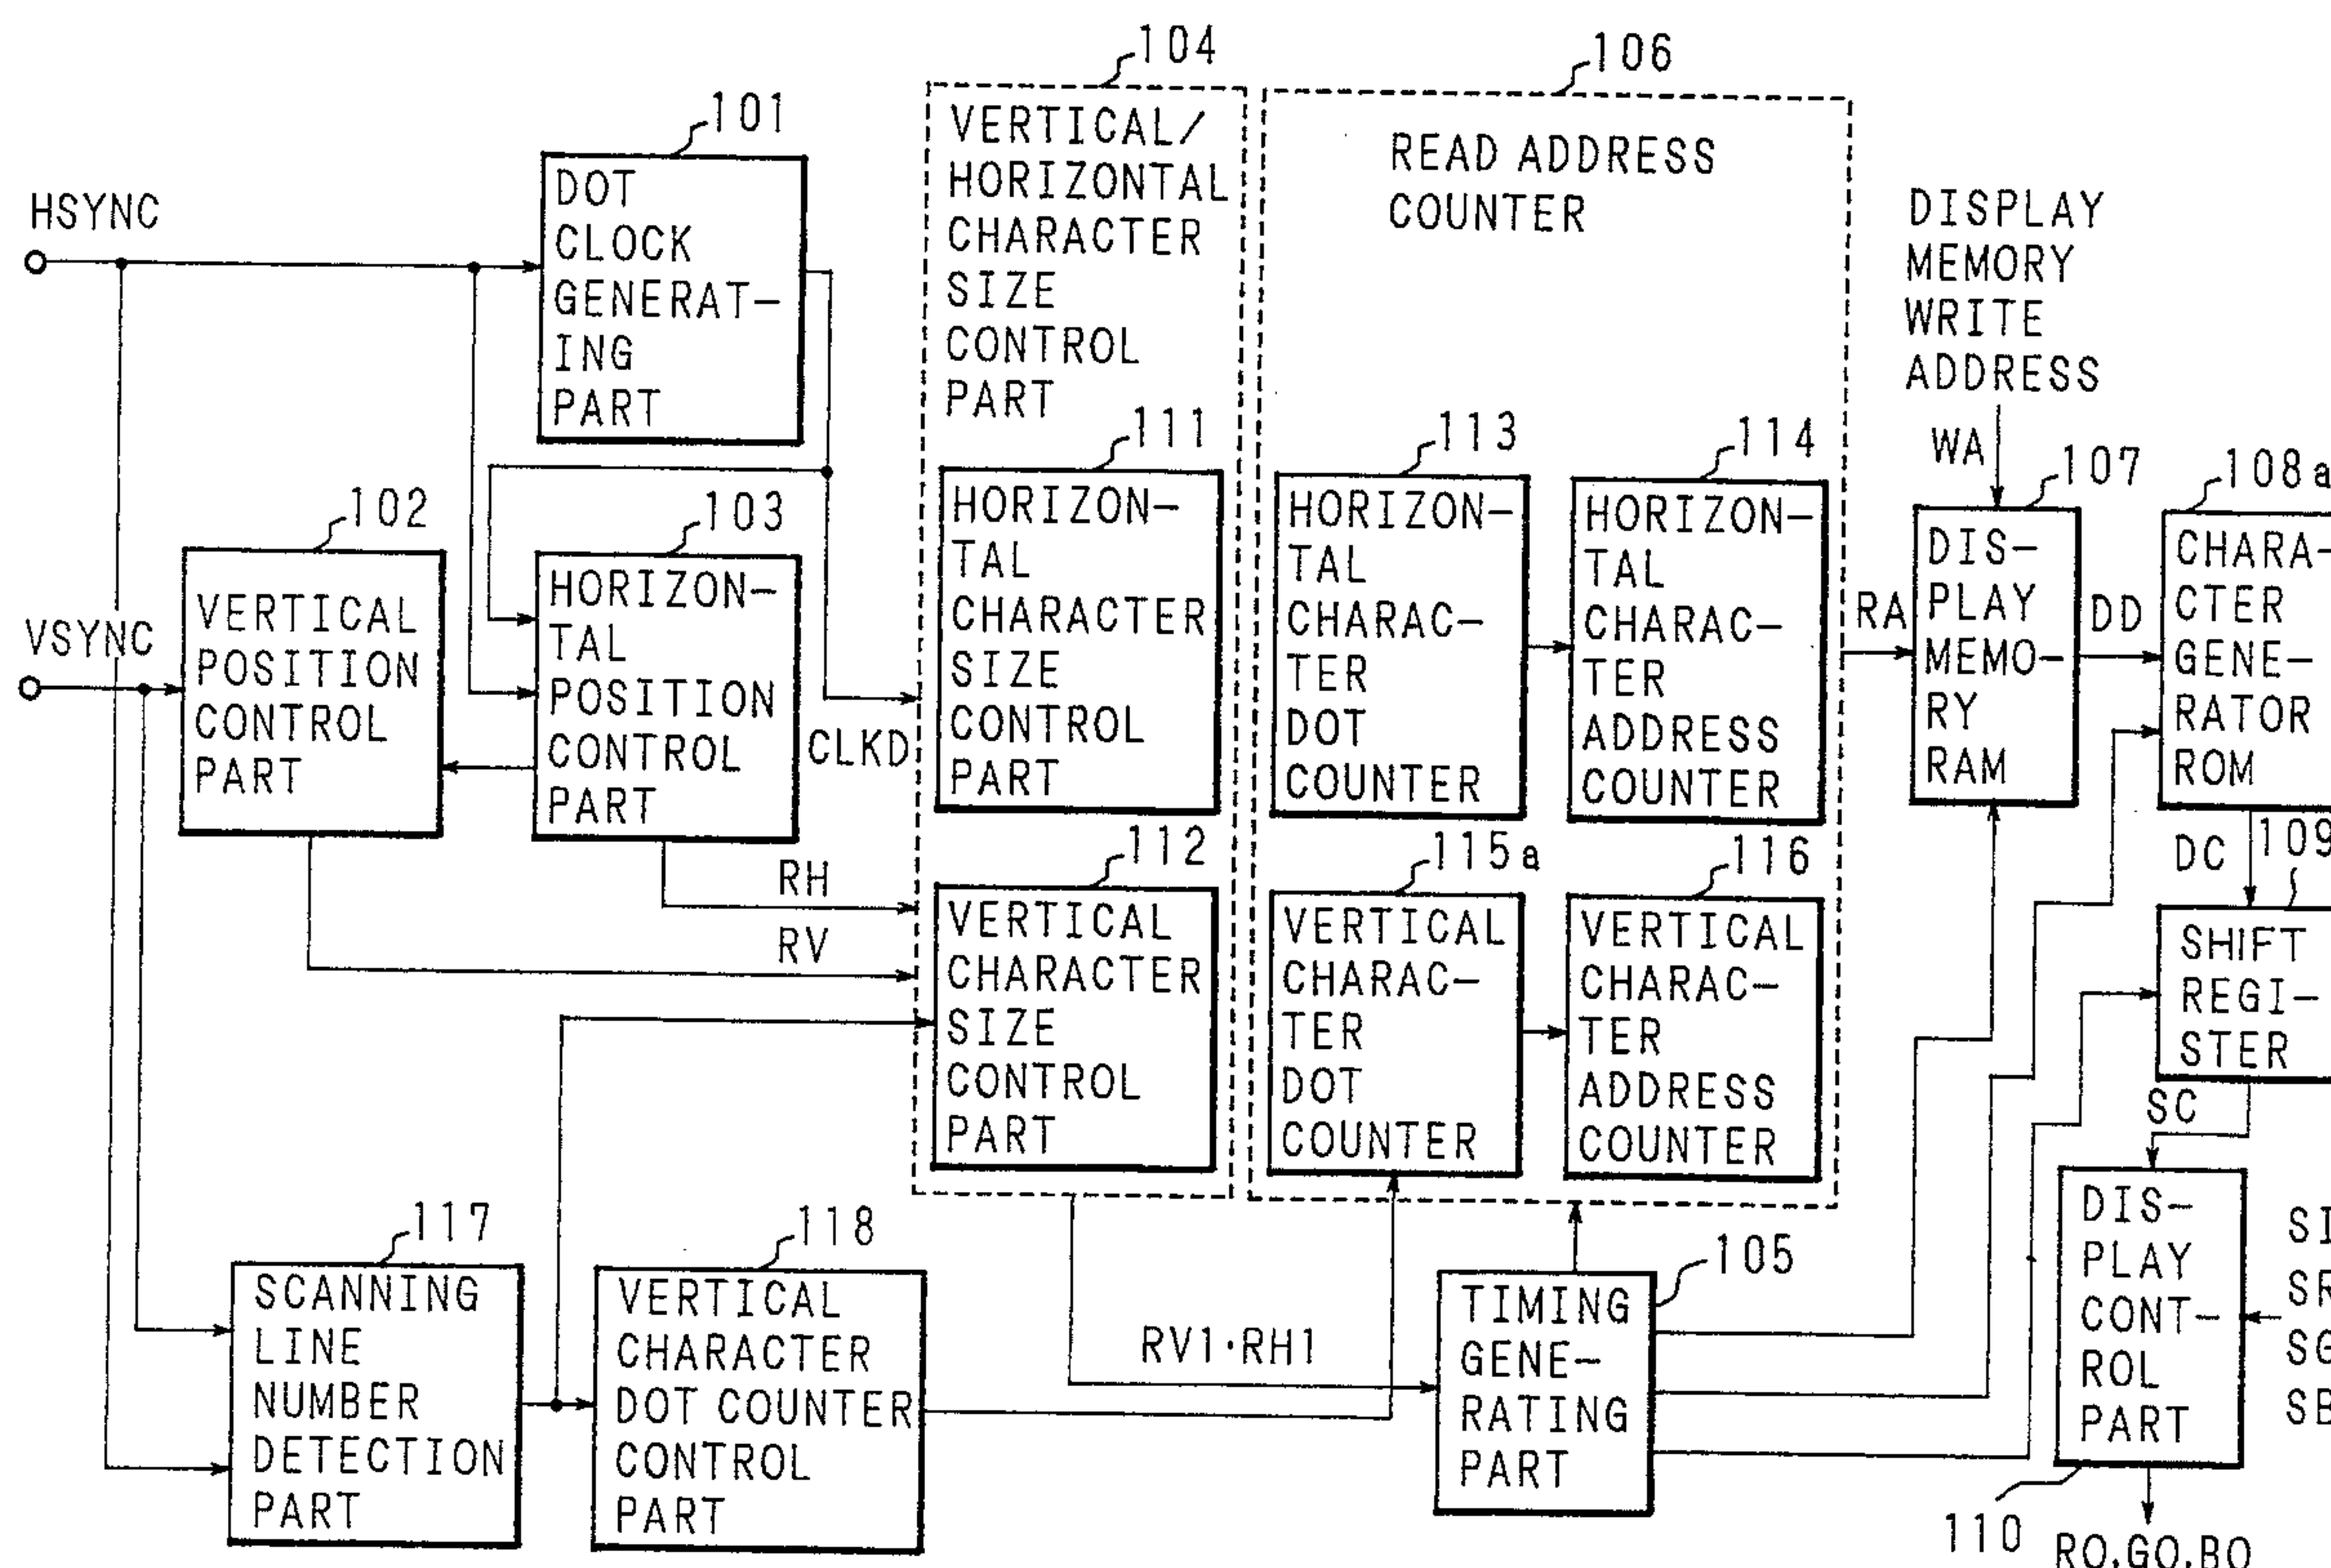 104
106
101
VERTICAL/
HORIZONTAL
CHARACTER
SIZE
CONTROL
PART
READ ADDRESS
COUNTER
HSYNC
DOT
CLOCK
GENERAT-
ING
PART
DISPLAY
MEMORY
WRITE
ADDRESS
WA
111
113
114
107
108a
102
103
HORIZON-
TAL
CHARACTER
SIZE
CONTROL
PART
HORIZON-
TAL
CHARAC-
TER
DOT
COUNTER
HORIZON-
TAL
CHARAC-
TER
ADDRESS
COUNTER
RA
DIS-
PLAY
MEMO-
RY
RAM
DD
CHARA-
CTER
GENE-
RATOR
ROM
VSYNC
VERTICAL
POSITION
CONTROL
PART
HORIZON-
TAL
POSITION
CONTROL
PART
CLKD
112
115a
116
DC
109
RH
RV
VERTICAL
CHARACTER
SIZE
CONTROL
PART
VERTICAL
CHARAC-
TER
DOT
COUNTER
VERTICAL
CHARAC-
TER
ADDRESS
COUNTER
SHIFT
REGI-
STER
SC
117
118
105
SCANNING
LINE
NUMBER
DETECTION
PART
VERTICAL
CHARACTER
DOT COUNTER
CONTROL
PART
RV1·RH1
TIMING
GENE-
RATING
PART
DIS-
PLAY
CONT-
ROL
PART
SI
SR
SG
SB
110
RO.GO.BO